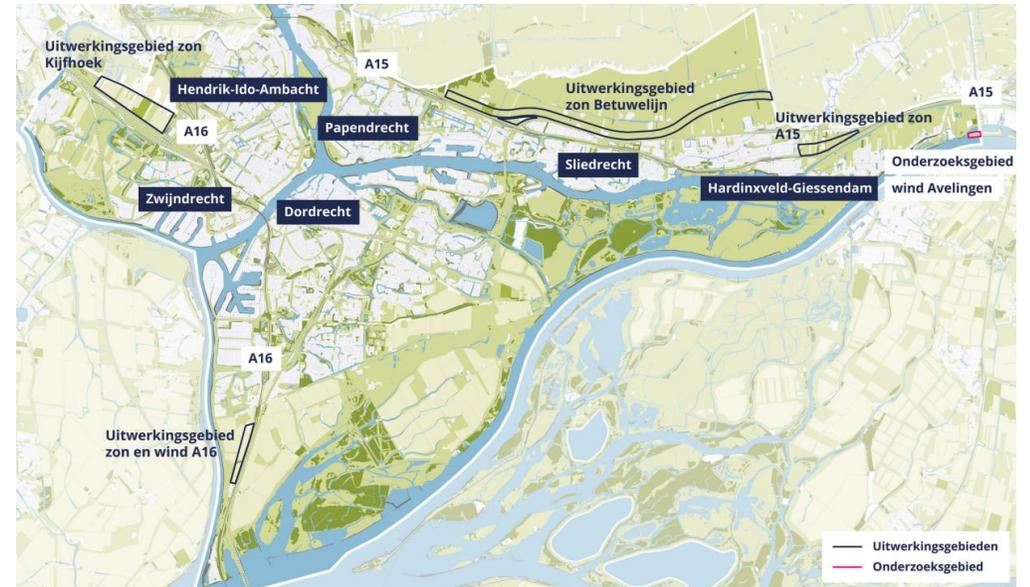 Uitwerkingsgebied zon
Kijfhoek
Hendrik-Ido-Ambacht
A16
A15
Papendrecht
Uitwerkingsgebied
zon Betuwelijn
Uitwerkingsgebied zon
A15
A15
Sliedrecht
Onderzoeksgebied
wind Avelingen
Hardinxveld-Giessendam
Zwijndrecht
Dordrecht
A16
Uitwerkingsgebied
zon en wind A16
Uitwerkingsgebieden
Onderzoeksgebied